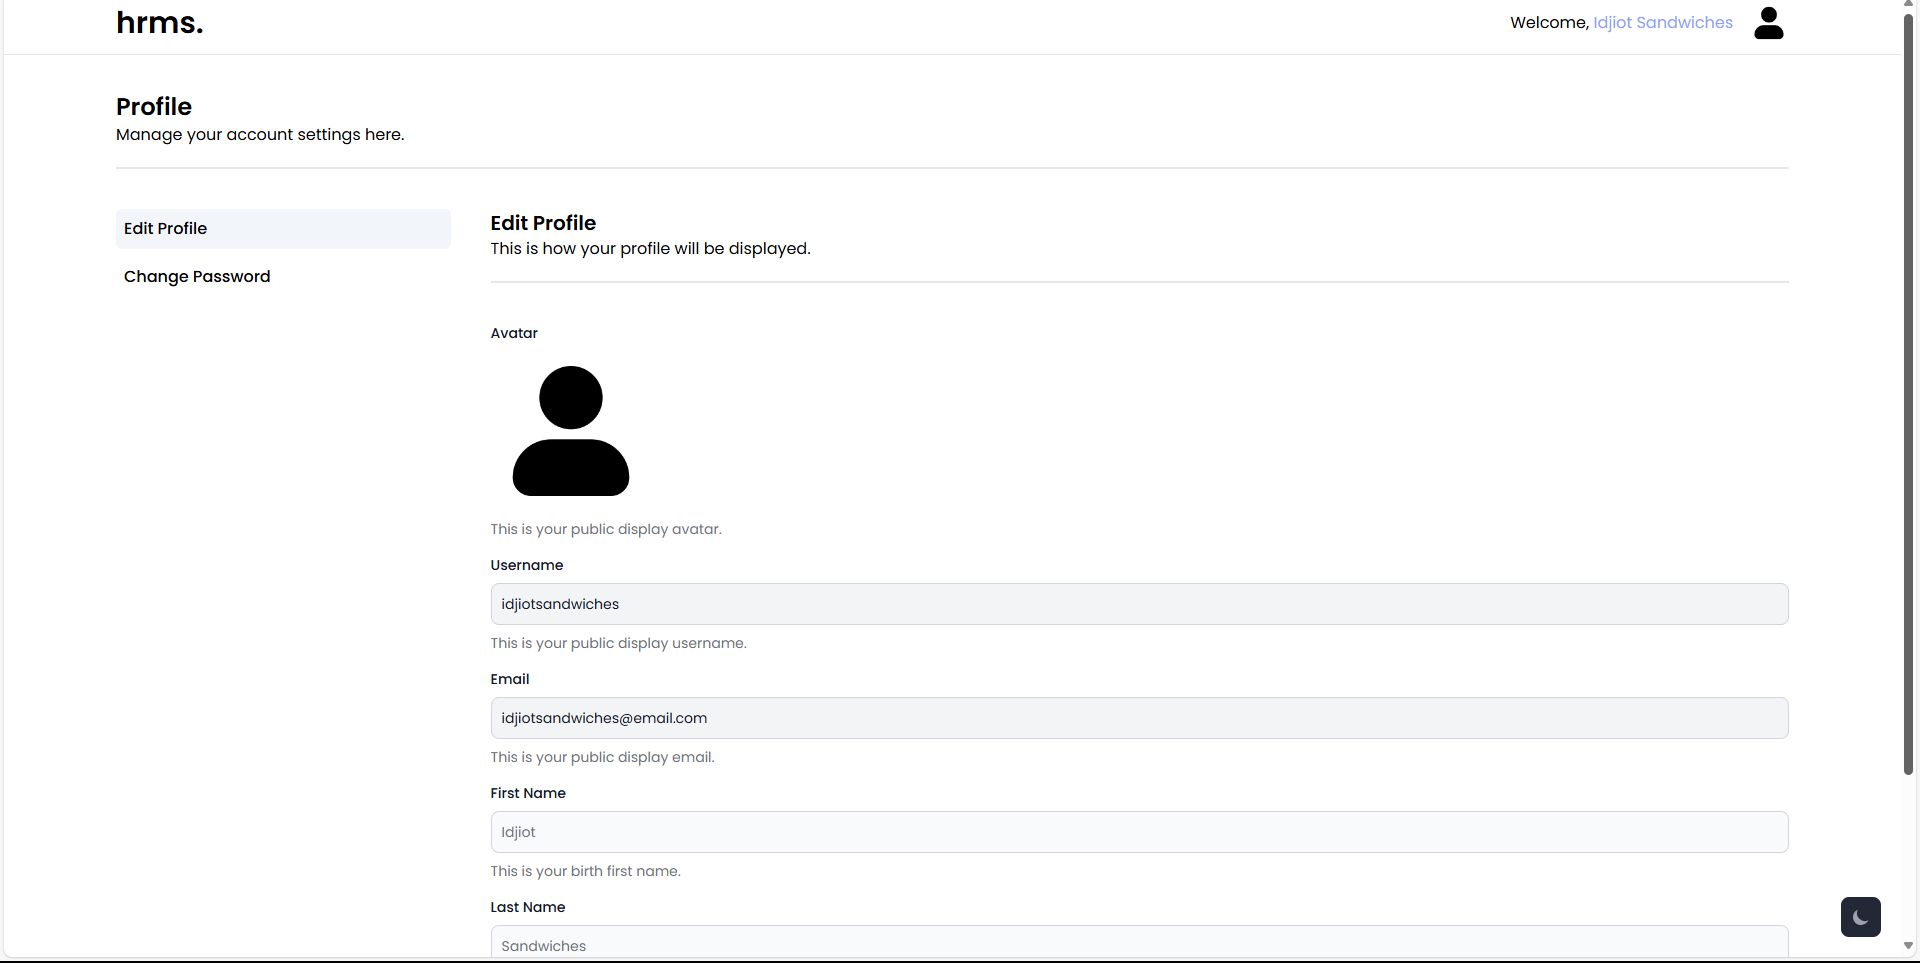 hrms.
Welcome, Idjiot Sandwiches
Profile
Manage your account settings here.
Edit Profile
Change Password
Edit Profile
This is how your profile will be displayed.
Avatar
This is your public display avatar.
Username
idjiotsandwiches
This is your public display username.
Email
idjiotsandwiches@email.com
This is your public display email.
First Name
Idjiot
This is your birth first name.
Last Name
Sandwiches